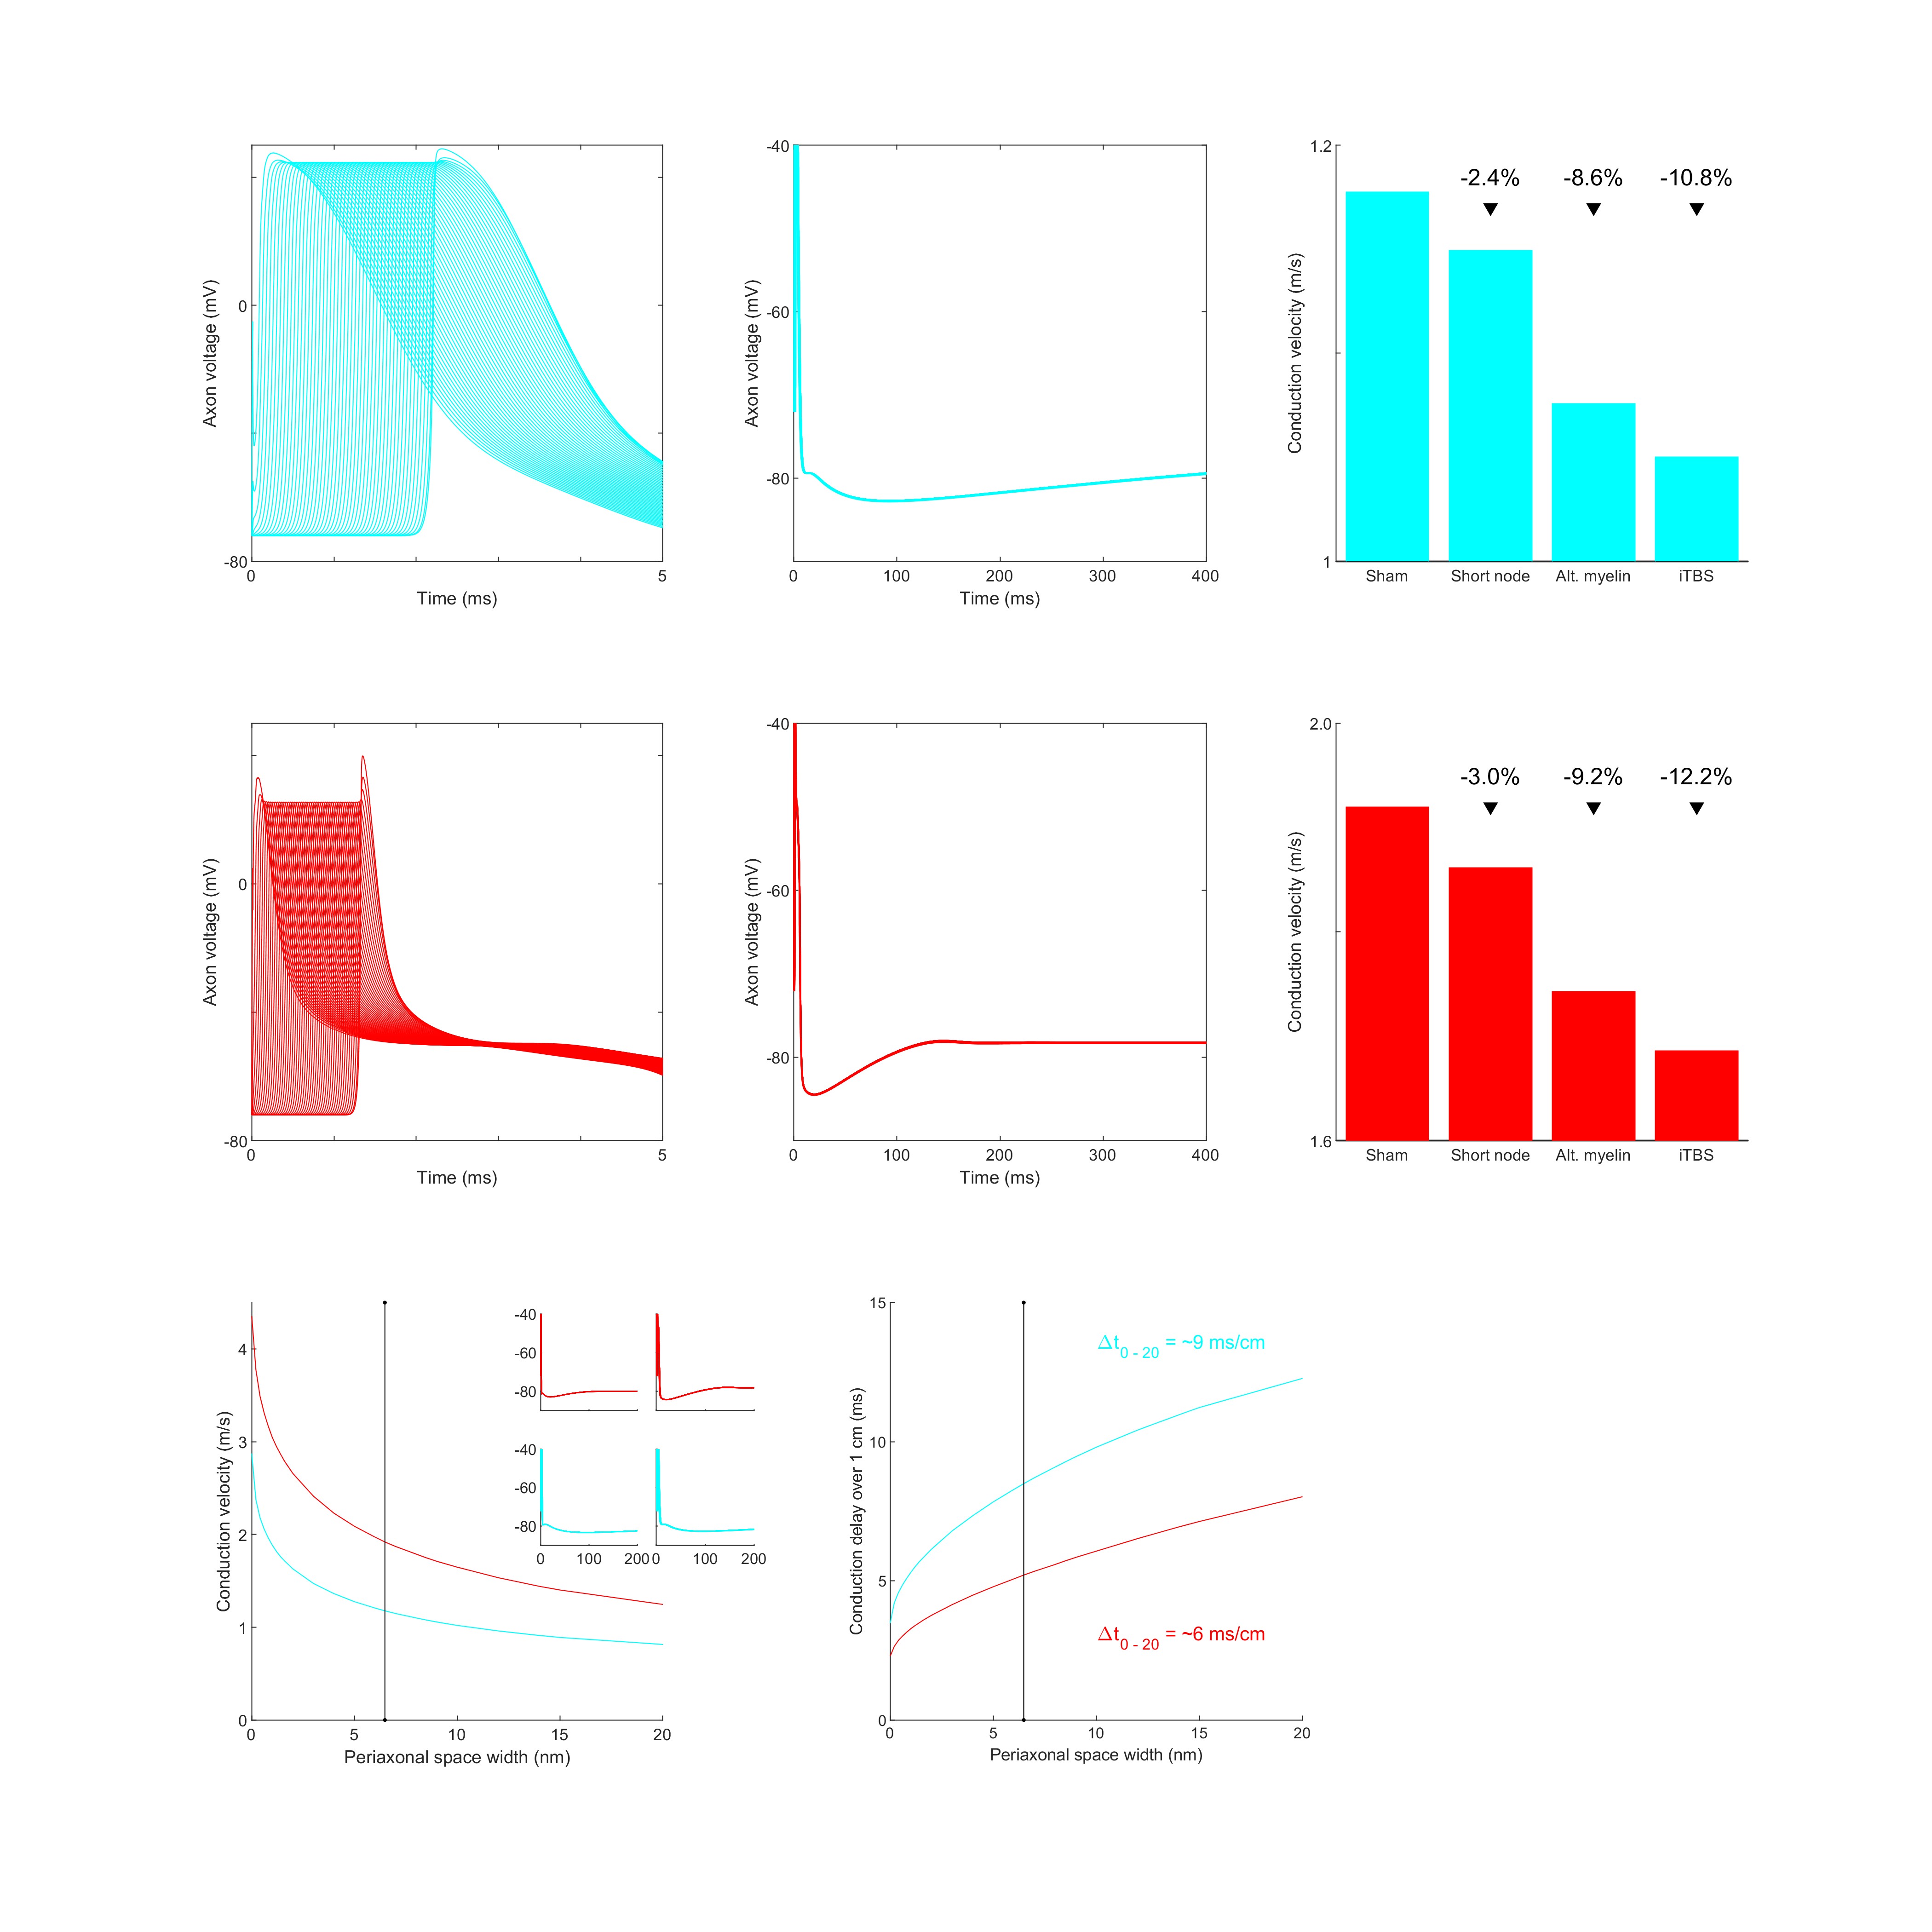 -40
1.2
-2.4% -8.6% -10.8%
Axon voltage (mV)
0
Axon voltage (mV)
-60
Conduction velocity (m/s)
-80
-80
1
0 5
0 100 200 300 400
Sham Short node Alt. myelin iTBS
Time (ms)
Time (ms)
-40
2.0
-3.0% -9.2% -12.2%
Axon voltage (mV)
0
Axon voltage (mV)
-60
Conduction velocity (m/s)
-80
-80
1.6
0 5
0 100 200 300 400
Sham Short node Alt. myelin iTBS
Time (ms)
Time (ms)
Conduction velocity (m/s)
4
3
2
1
0
0 5 10 15 20
Periaxonal space width (nm)
-40
-60
-80
-40
-60
-80
0 100 200 0 100 200
Conduction delay over 1 cm (ms)
15
10
5
0
0 5 10 15 20
Periaxonal space width (nm)
Δt0 - 20 = ~9 ms/cm
Δt0 - 20 = ~6 ms/cm